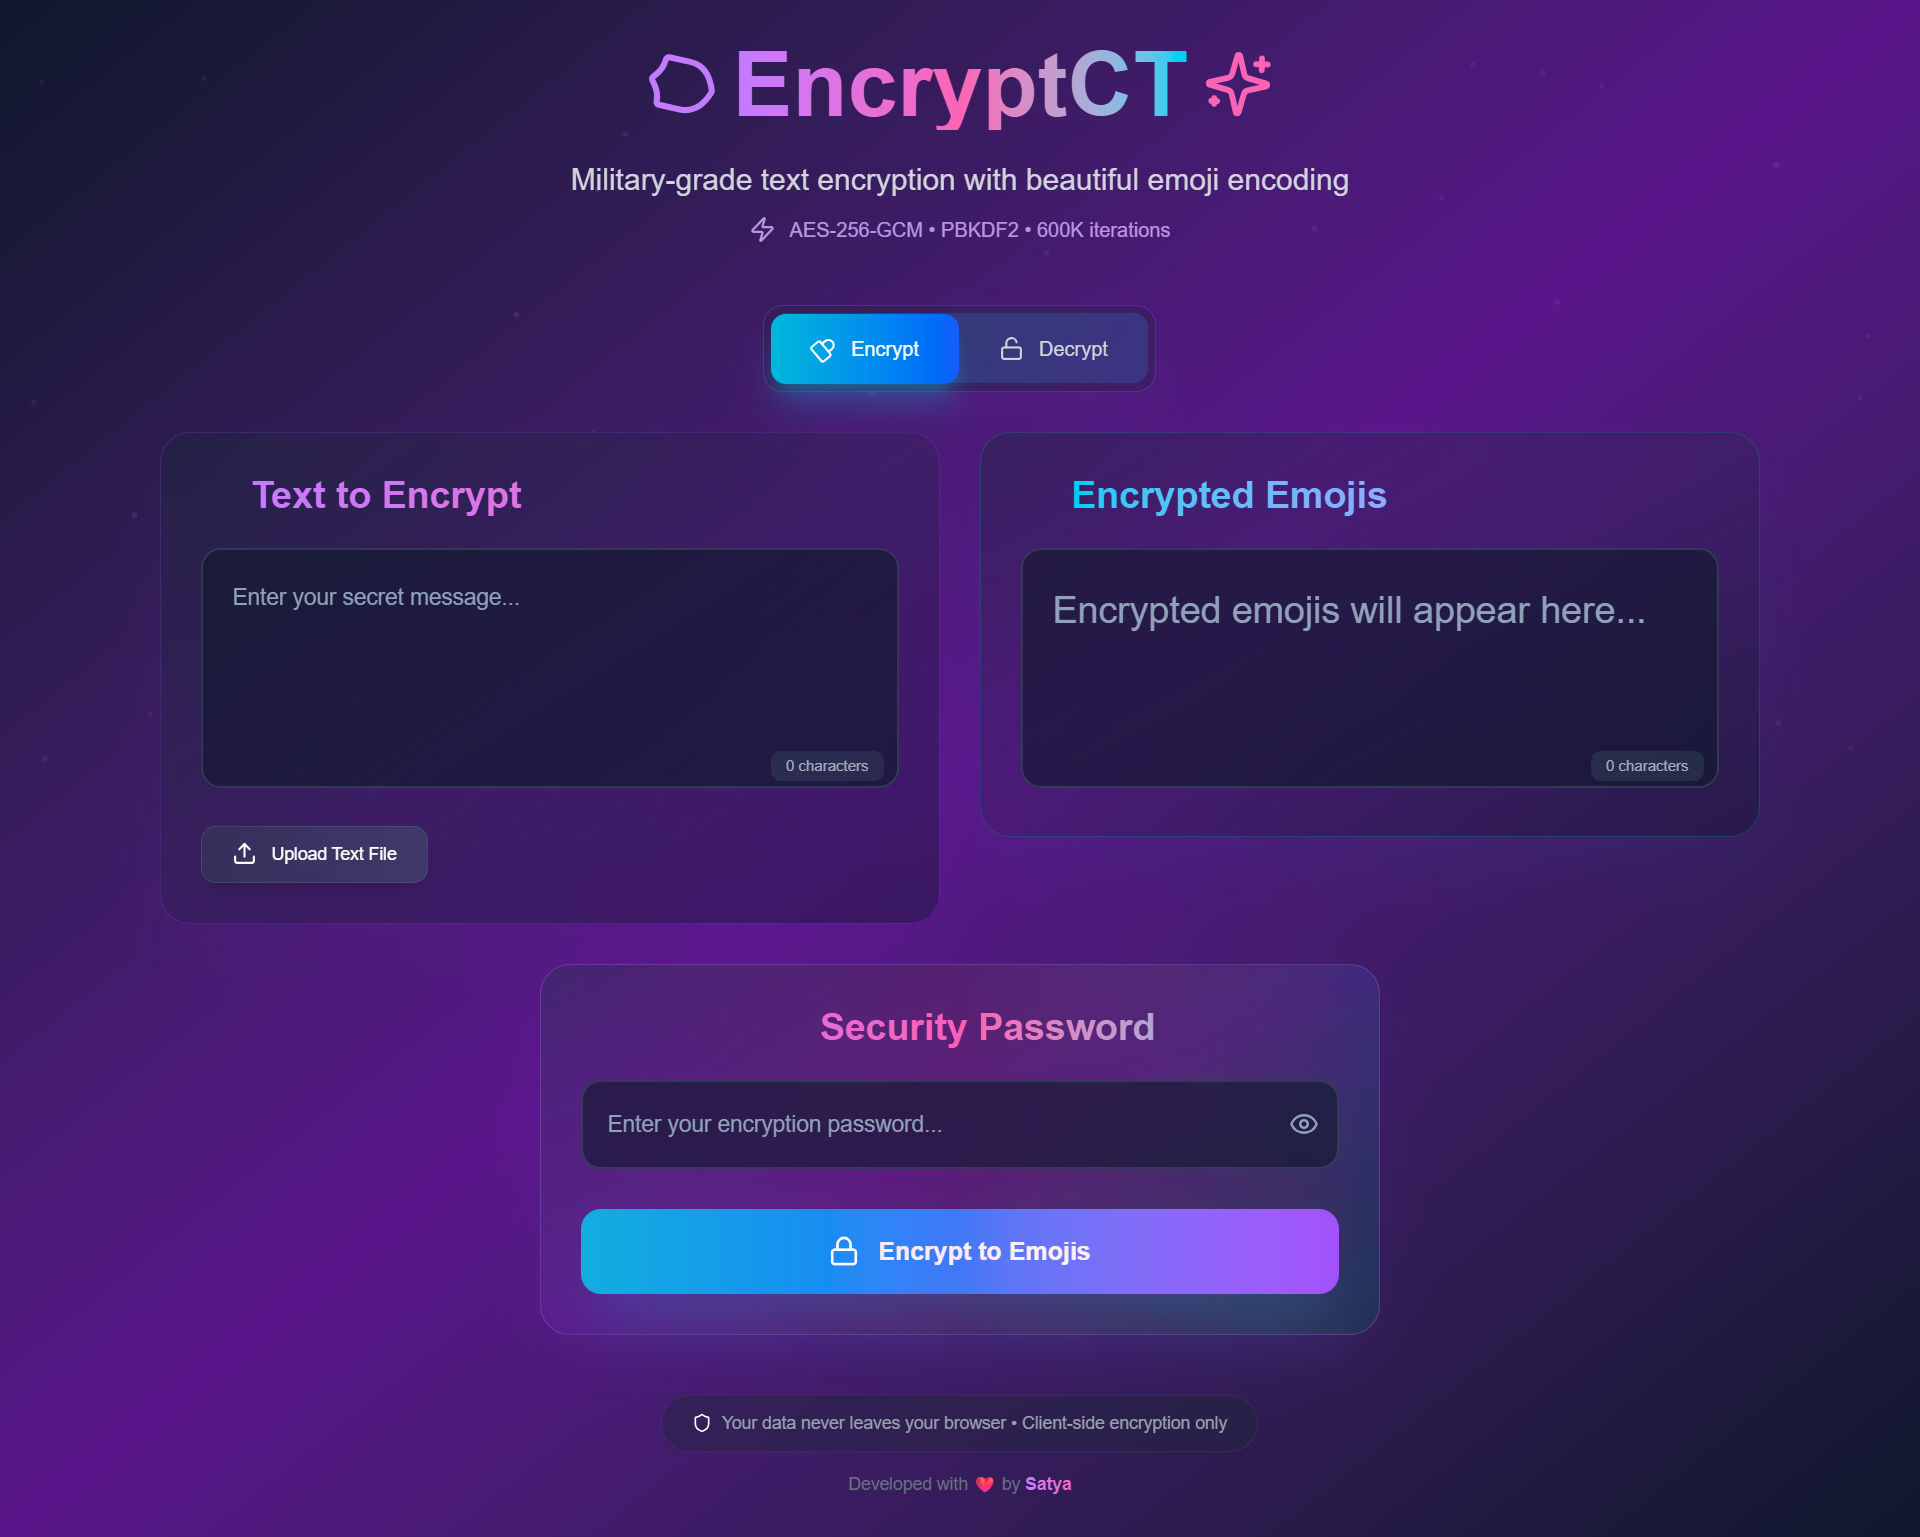 EncryptCT
Military-grade text encryption with beautiful emoji encoding
AES-256-GCM • PBKDF2 • 600K iterations
Encrypt
Decrypt
Text to Encrypt
Enter your secret message...
0 characters
Upload Text File
Encrypted Emojis
Encrypted emojis will appear here...
0 characters
Security Password
Enter your encryption password...
Encrypt to Emojis
Your data never leaves your browser • Client-side encryption only
Developed with ❤️ by Satya